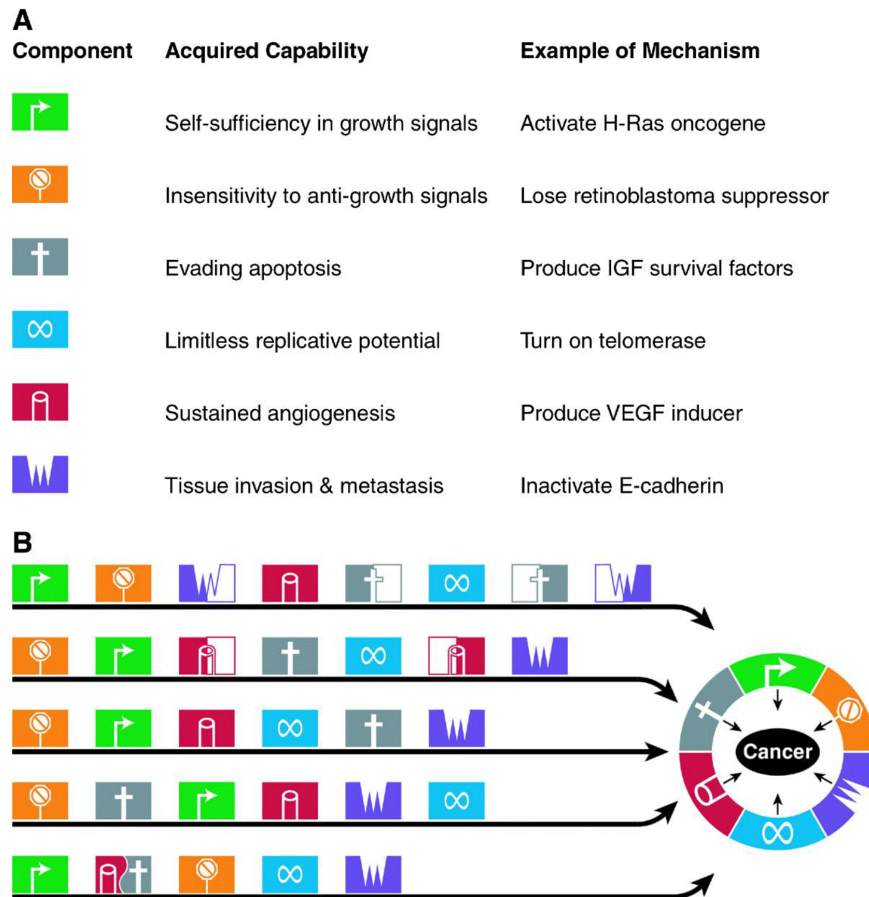 A
Component Acquired Capability Example of Mechanism
Self-sufficiency in growth signals Activate H-Ras oncogene
Insensitivity to anti-growth signals Lose retinoblastoma suppressor
Evading apoptosis Produce IGF survival factors
Limitless replicative potential Turn on telomerase
Sustained angiogenesis Produce VEGF inducer
Tissue invasion & metastasis Inactivate E-cadherin
B
Cancer